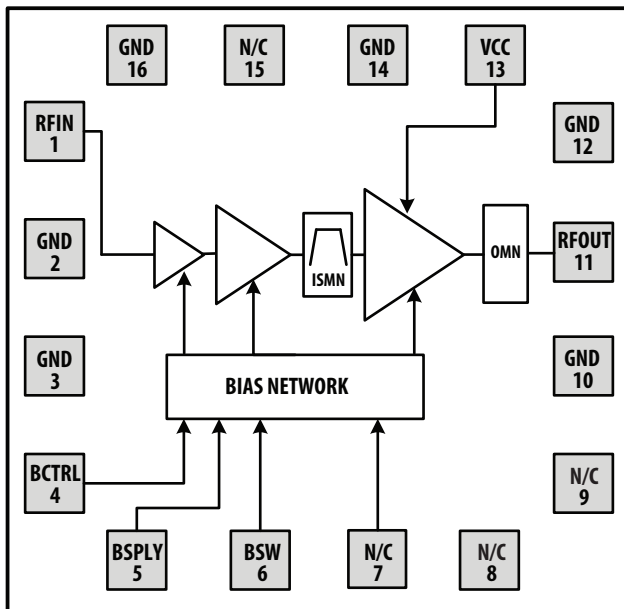 GND
16
N/C
15
GND
14
VCC
13
RFIN
1
GND
12
GND
2
ISMN
OMN
RFOUT
11
GND
3
BIAS NETWORK
GND
10
BCTRL
4
N/C
9
BSPLY
5
BSW
6
N/C
7
N/C
8